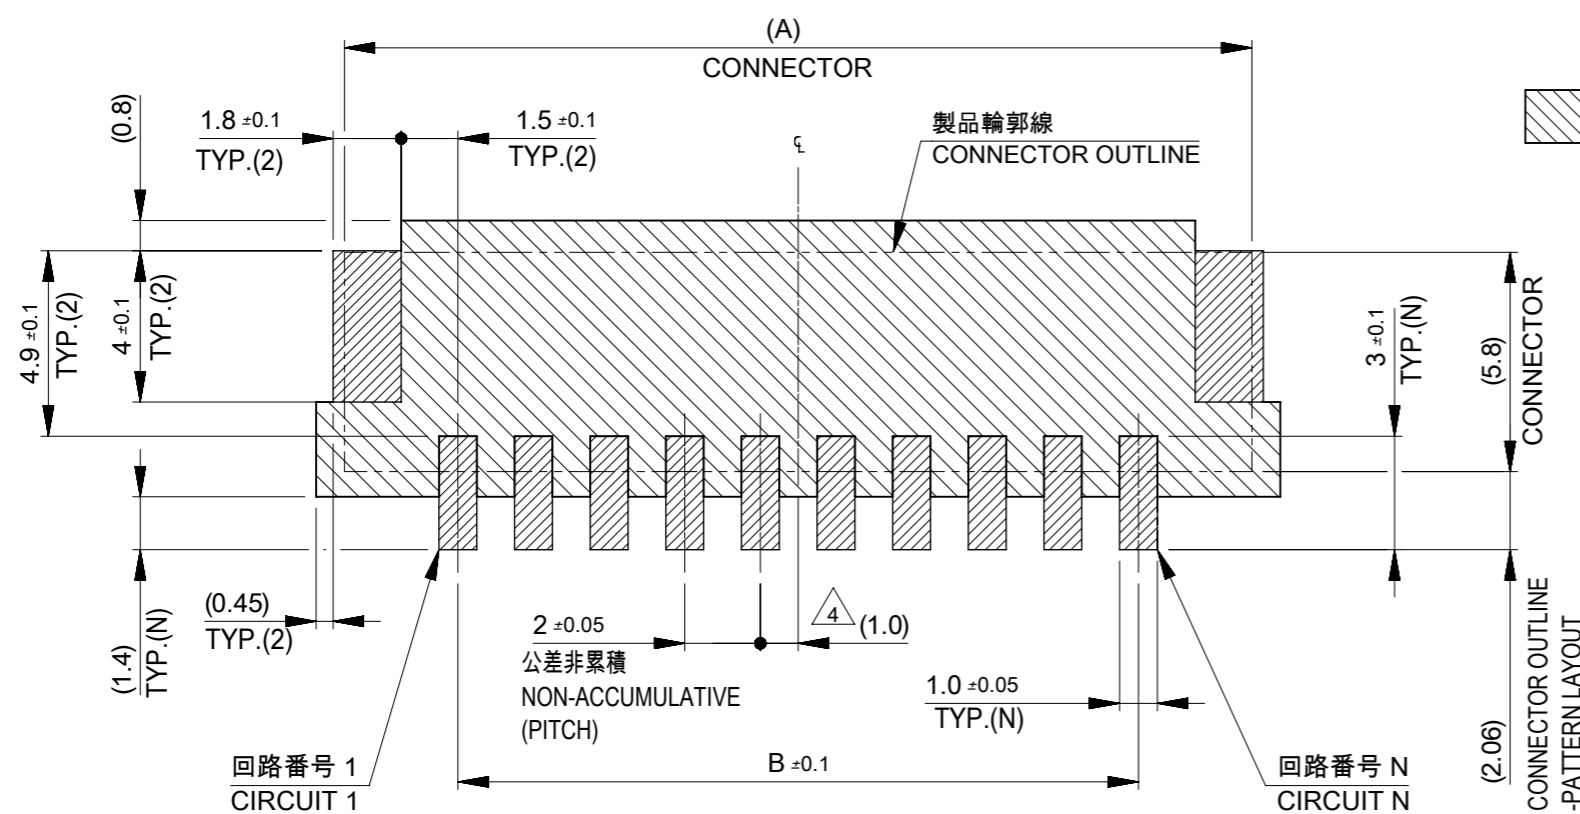 (A)
CONNECTOR
(0.8)
1.8 ±0.1
TYP.(2)
1.5 ±0.1
TYP.(2)
℄
製品輪郭線
CONNECTOR OUTLINE
4.9 ±0.1
TYP.(2)
4 ±0.1
TYP.(2)
3 ±0.1
TYP.(N)
(5.8)
CONNECTOR
(1.4)
TYP.(N)
(0.45)
TYP.(2)
2 ±0.05
公差非累積
NON-ACCUMULATIVE
(PITCH)
4
(1.0)
1.0 ±0.05
TYP.(N)
(2.06)
CONNECTOR OUTLINE
-PATTERN LAYOUT
回路番号 1
CIRCUIT 1
B ±0.1
回路番号 N
CIRCUIT N